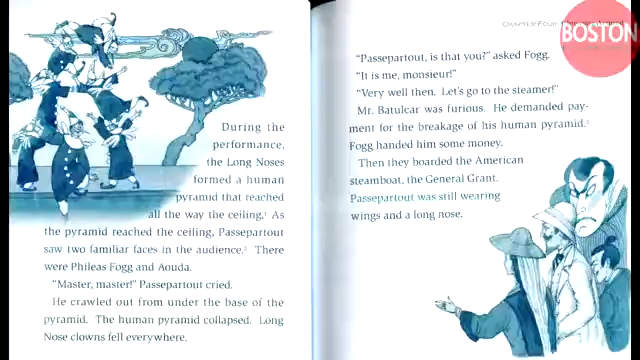 During the
performance,
the Long Noses
formed a human
pyramid that reached
all the way the ceiling.¹ As
the pyramid reached the ceiling, Passepartout
saw two familiar faces in the audience.² There
were Phileas Fogg and Aouda.
"Master, master!" Passepartout cried.
He crawled out from under the base of the
pyramid. The human pyramid collapsed. Long
Nose clowns fell everywhere.
CHAPTER FOUR
BOSTON
"Passepartout, is that you?" asked Fogg.
"It is me, monsieur!"
"Very well then. Let's go to the steamer!"
Mr. Batulcar was furious. He demanded pay-
ment for the breakage of his human pyramid.³
Fogg handed him some money.
Then they boarded the American
steamboat, the General Grant.
Passepartout was still wearing
wings and a long nose.